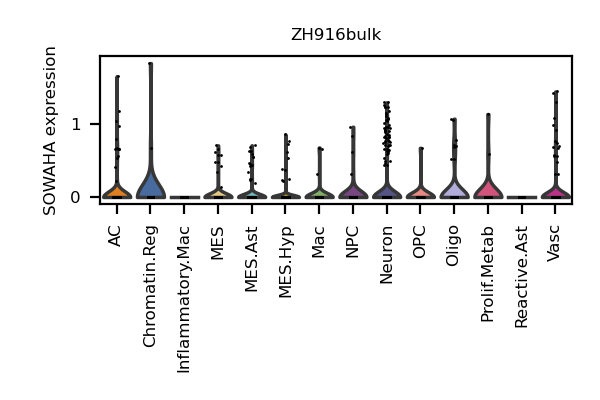 ZH916bulk
SOWAHA expression
1
0
AC
Chromatin.Reg
Inflammatory.Mac
MES
MES.Ast
MES.Hyp
Mac
NPC
Neuron
OPC
Oligo
Prolif.Metab
Reactive.Ast
Vasc